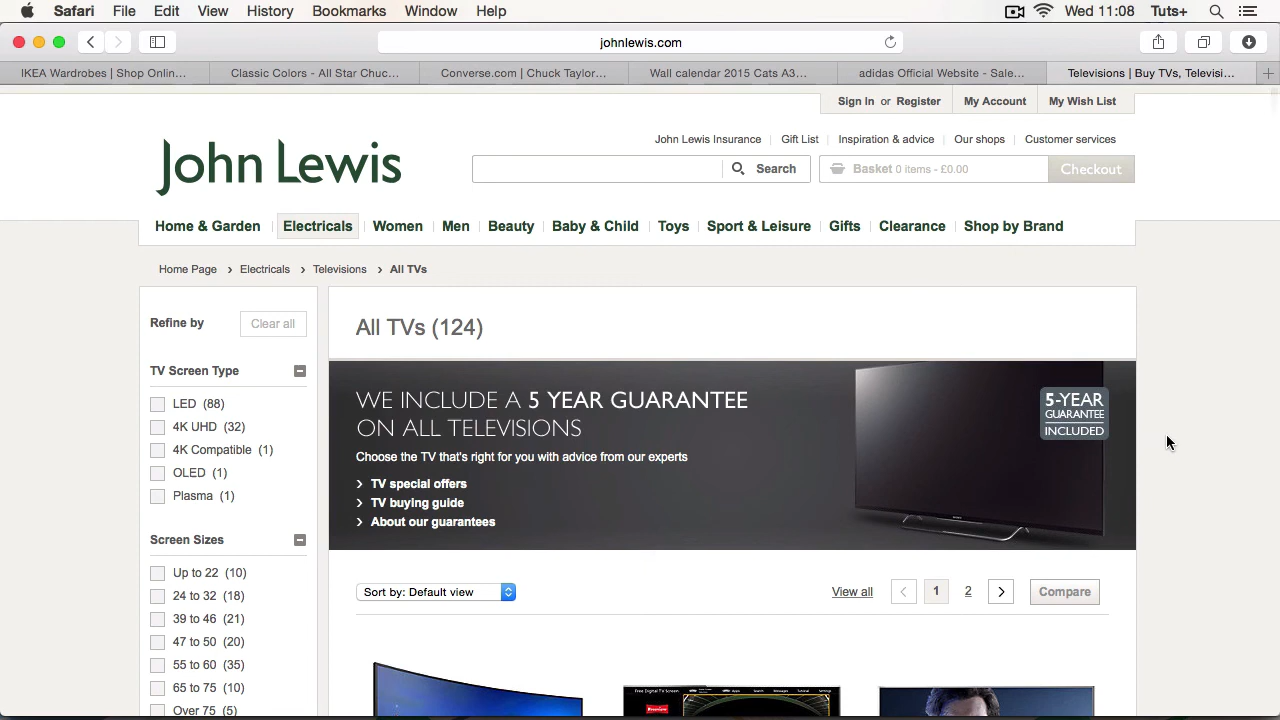 Safari File Edit View History Bookmarks Window Help Wed 11:08 Tuts+
johnlewis.com
IKEA Wardrobes | Shop Onlin... Classic Colors - All Star Chuc... Converse.com | Chuck Taylor... Wall calendar 2015 Cats A3... adidas Official Website - Sale... Televisions | Buy TVs, Televisi...
Sign In or Register My Account My Wish List
John Lewis Insurance Gift List Inspiration & advice Our shops Customer services
John Lewis
Search Basket 0 items - £0.00 Checkout
Home & Garden Electricals Women Men Beauty Baby & Child Toys Sport & Leisure Gifts Clearance Shop by Brand
Home Page › Electricals › Televisions › All TVs
Refine by Clear all
All TVs (124)
TV Screen Type
LED (88)
4K UHD (32)
4K Compatible (1)
OLED (1)
Plasma (1)
WE INCLUDE A 5 YEAR GUARANTEE
ON ALL TELEVISIONS
Choose the TV that's right for you with advice from our experts
› TV special offers
› TV buying guide
› About our guarantees
5-YEAR
GUARANTEE
INCLUDED
Screen Sizes
Up to 22 (10)
24 to 32 (18)
39 to 46 (21)
47 to 50 (20)
55 to 60 (35)
65 to 75 (10)
Over 75 (5)
Sort by: Default view View all 1 2 Compare
Free Digital TV Screen